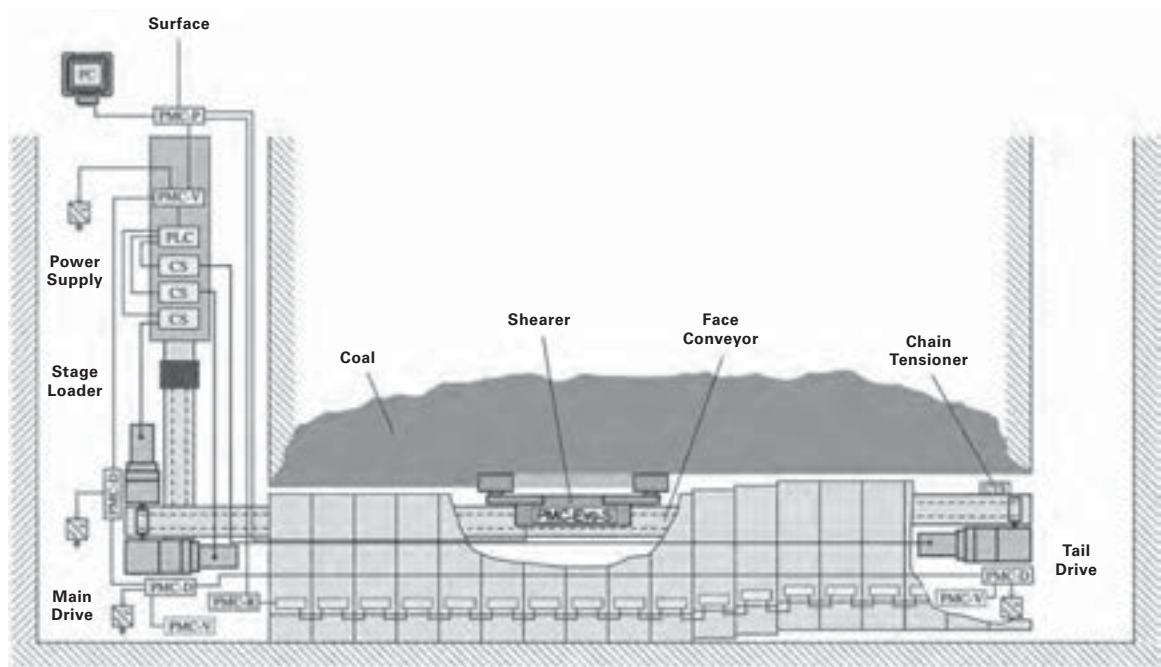 Surface
PC
PMC-P
PMC-V
PLC
Power
Supply
CS
CS
CS
Shearer
Face
Conveyor
Chain
Tensioner
Coal
Stage
Loader
PMC-D
PMC-Evo-S
Tail
Drive
Main
Drive
PMC-D
PMC-D
PMC-R
PMC-V
PMC-V